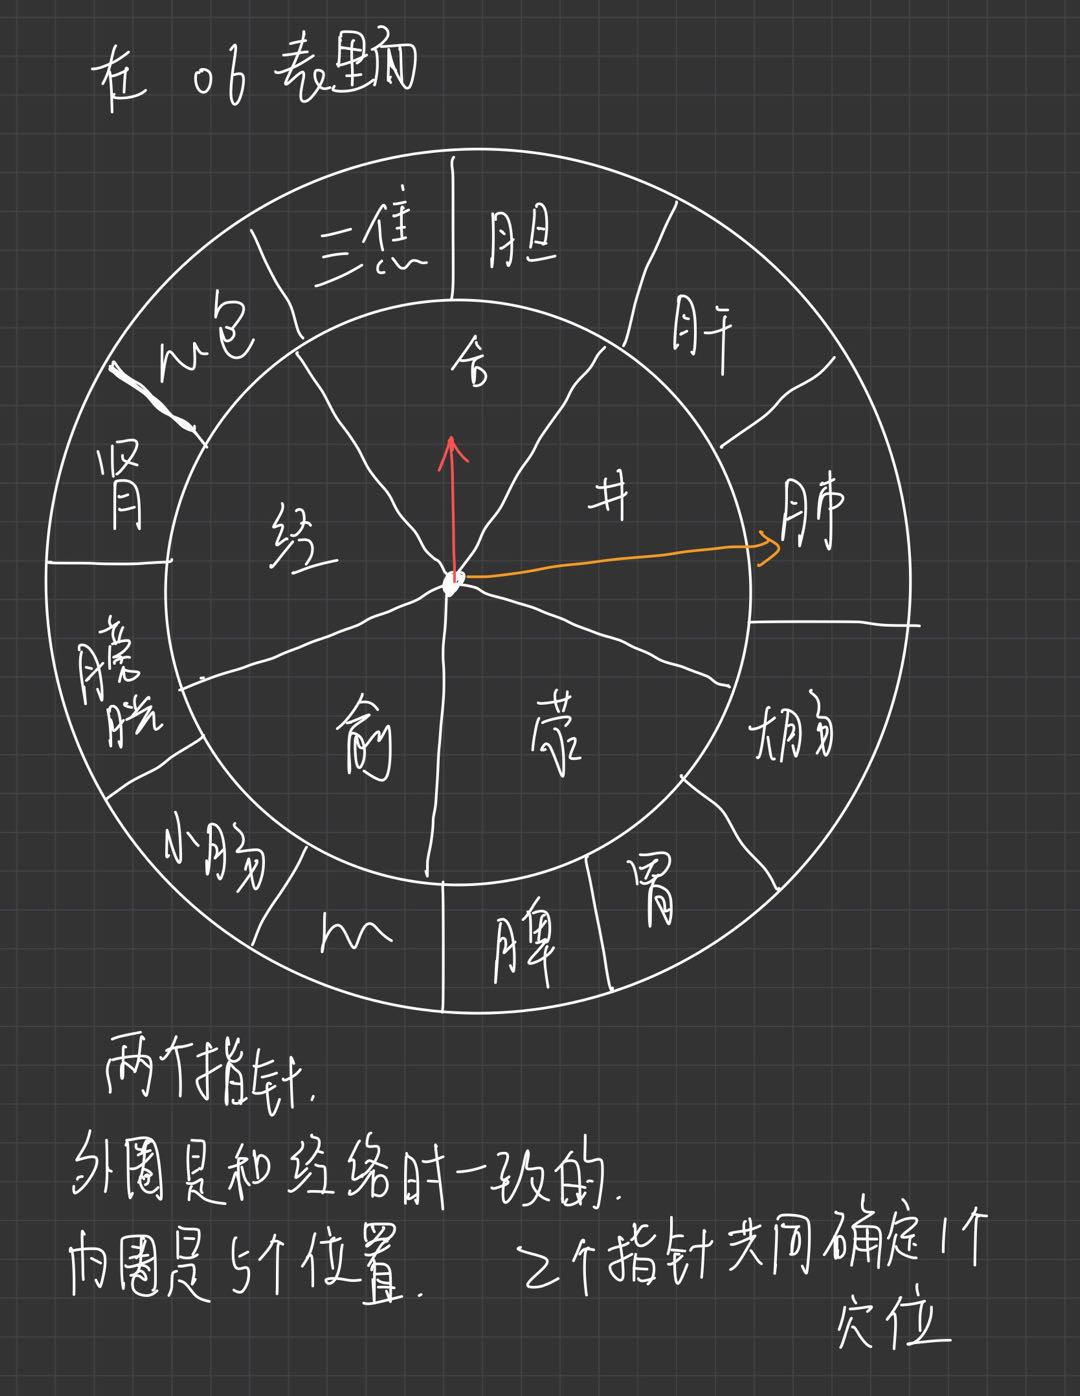 在 06 表里面
三焦 胆
心包 肝
合
肾 井 肺
经
膀胱 俞 荥 大肠
小肠 胃
心 脾
两个指针.
外圈是和经络时一致的.
内圈是5个位置. 2个指针共同确定1个
穴位